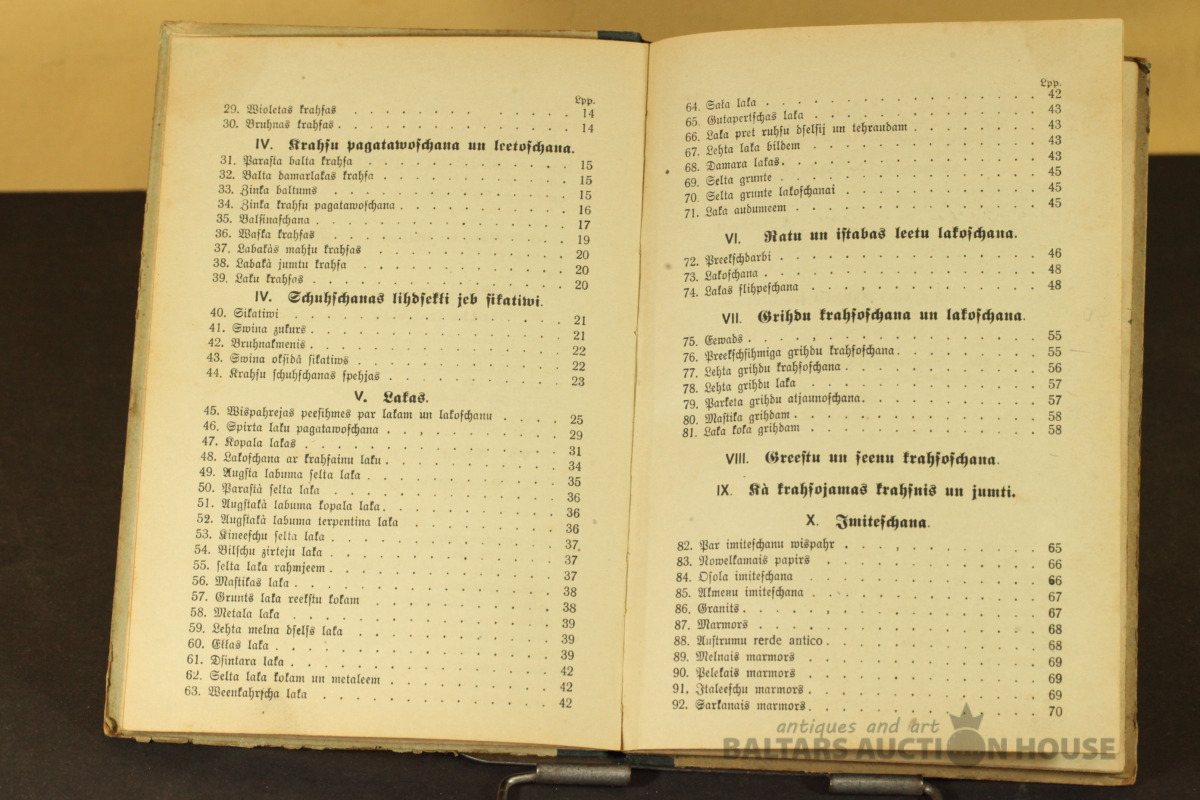 Lpp.
29. Wioletas krahſas . . . . . . . . . . . 14
30. Bruhnas krahſas . . . . . . . . . . . 14
IV. Krahſu pagatawoſchana un leetoſchana.
31. Paraſta balta krahſa . . . . . . . . . . . 15
32. Balta damarlakas krahſa . . . . . . . . . . . 15
33. Zinka baltums . . . . . . . . . . . 15
34. Zinka krahſu pagatawoſchana . . . . . . . . . . . 16
35. Balſinaſchana . . . . . . . . . . . 17
36. Waſka krahſas . . . . . . . . . . . 19
37. Labakàs mahju krahſas . . . . . . . . . . . 20
38. Labakà jumtu krahſa . . . . . . . . . . . 20
39. Laku krahſas . . . . . . . . . . . 20
IV. Schuhſchanas lihdſekli jeb ſikatiwi.
40. Sikatiwi . . . . . . . . . . . 21
41. Swina zukurs . . . . . . . . . . . 21
42. Bruhnakmenis . . . . . . . . . . . 22
43. Swina okſida ſikatiws . . . . . . . . . . . 22
44. Krahſu ſchuhſchanas ſpehjas . . . . . . . . . . . 23
V. Lakas.
45. Wispahrejas peeſihmes par lakam un lakoſchanu . . . . 25
46. Spirta laku pagatawoſchana . . . . . . . . . . . 29
47. Kopala lakas . . . . . . . . . . . 31
48. Lakoſchana ar krahſainu laku . . . . . . . . . . . 34
49. Augſta labuma ſelta laka . . . . . . . . . . . 35
50. Paraſtà ſelta laka . . . . . . . . . . . 36
51. Augſtakà labuma kopala laka . . . . . . . . . . . 36
52. Augſtakà labuma terpentina laka . . . . . . . . . . . 36
53. Kineeſchu ſelta laka . . . . . . . . . . . 37
54. Bilſchu zirteju laka . . . . . . . . . . . 37
55. ſelta laka rahmjeem . . . . . . . . . . . 37
56. Maſtikas laka . . . . . . . . . . . 38
57. Grunts laka reekſtu kokam . . . . . . . . . . . 38
58. Metala laka . . . . . . . . . . . 39
59. Lehta melna dſelſs laka . . . . . . . . . . . 39
60. Ellas laka . . . . . . . . . . . 39
61. Dſintara laka . . . . . . . . . . . 42
62. Selta laka kokam un metaleem . . . . . . . . . . . 42
63. Weenkahrſcha laka . . . . . . . . . . . 42
Lpp.
64. Sata laka . . . . . . . . . . . 42
65. Gutapertſchas laka . . . . . . . . . . . 43
66. Laka pret ruhſu dſelſij un tehraudam . . . . . . . 43
67. Lehta laka bildem . . . . . . . . . . . 43
68. Damara lakas . . . . . . . . . . . 43
69. Selta grunte . . . . . . . . . . . 45
70. Selta grunte lakoſchanai . . . . . . . . . . . 45
71. Laka audumeem . . . . . . . . . . . 45
VI. Ratu un iſtabas leetu lakoſchana.
72. Preekſchdarbi . . . . . . . . . . . 46
73. Lakoſchana . . . . . . . . . . . 48
74. Lakas ſlihpeſchana . . . . . . . . . . . 48
VII. Grihdu krahſoſchana un lakoſchana.
75. Eewads . . . . . . . . . . . 55
76. Preekſchſihmiga grihdu krahſoſchana . . . . . . . 55
77. Lehta grihdu krahſoſchana . . . . . . . . . . . 56
78. Lehta grihdu laka . . . . . . . . . . . 57
79. Parketa grihdu atjaunoſchana . . . . . . . . . . . 57
80. Maſtika grihdam . . . . . . . . . . . 58
81. Laka koka grihdam . . . . . . . . . . . 58
VIII. Greeſtu un ſeenu krahſoſchana.
IX. Kà krahſojamas krahſnis un jumti.
X. Imiteſchana.
82. Par imiteſchanu wispahr . . . . . . . . . . . 65
83. Nowelkamais papirs . . . . . . . . . . . 66
84. Oſola imiteſchana . . . . . . . . . . . 66
85. Akmenu imiteſchana . . . . . . . . . . . 67
86. Granits . . . . . . . . . . . 67
87. Marmors . . . . . . . . . . . 68
88. Auſtrumu rerde antico . . . . . . . . . . . 68
89. Melnais marmors . . . . . . . . . . . 69
90. Pelekais marmors . . . . . . . . . . . 69
91. Italeeſchu marmors . . . . . . . . . . . 69
92. Sarkanais marmors . . . . . . . . . . . 70
antiques and art
BALTARS AUCTION HOUSE